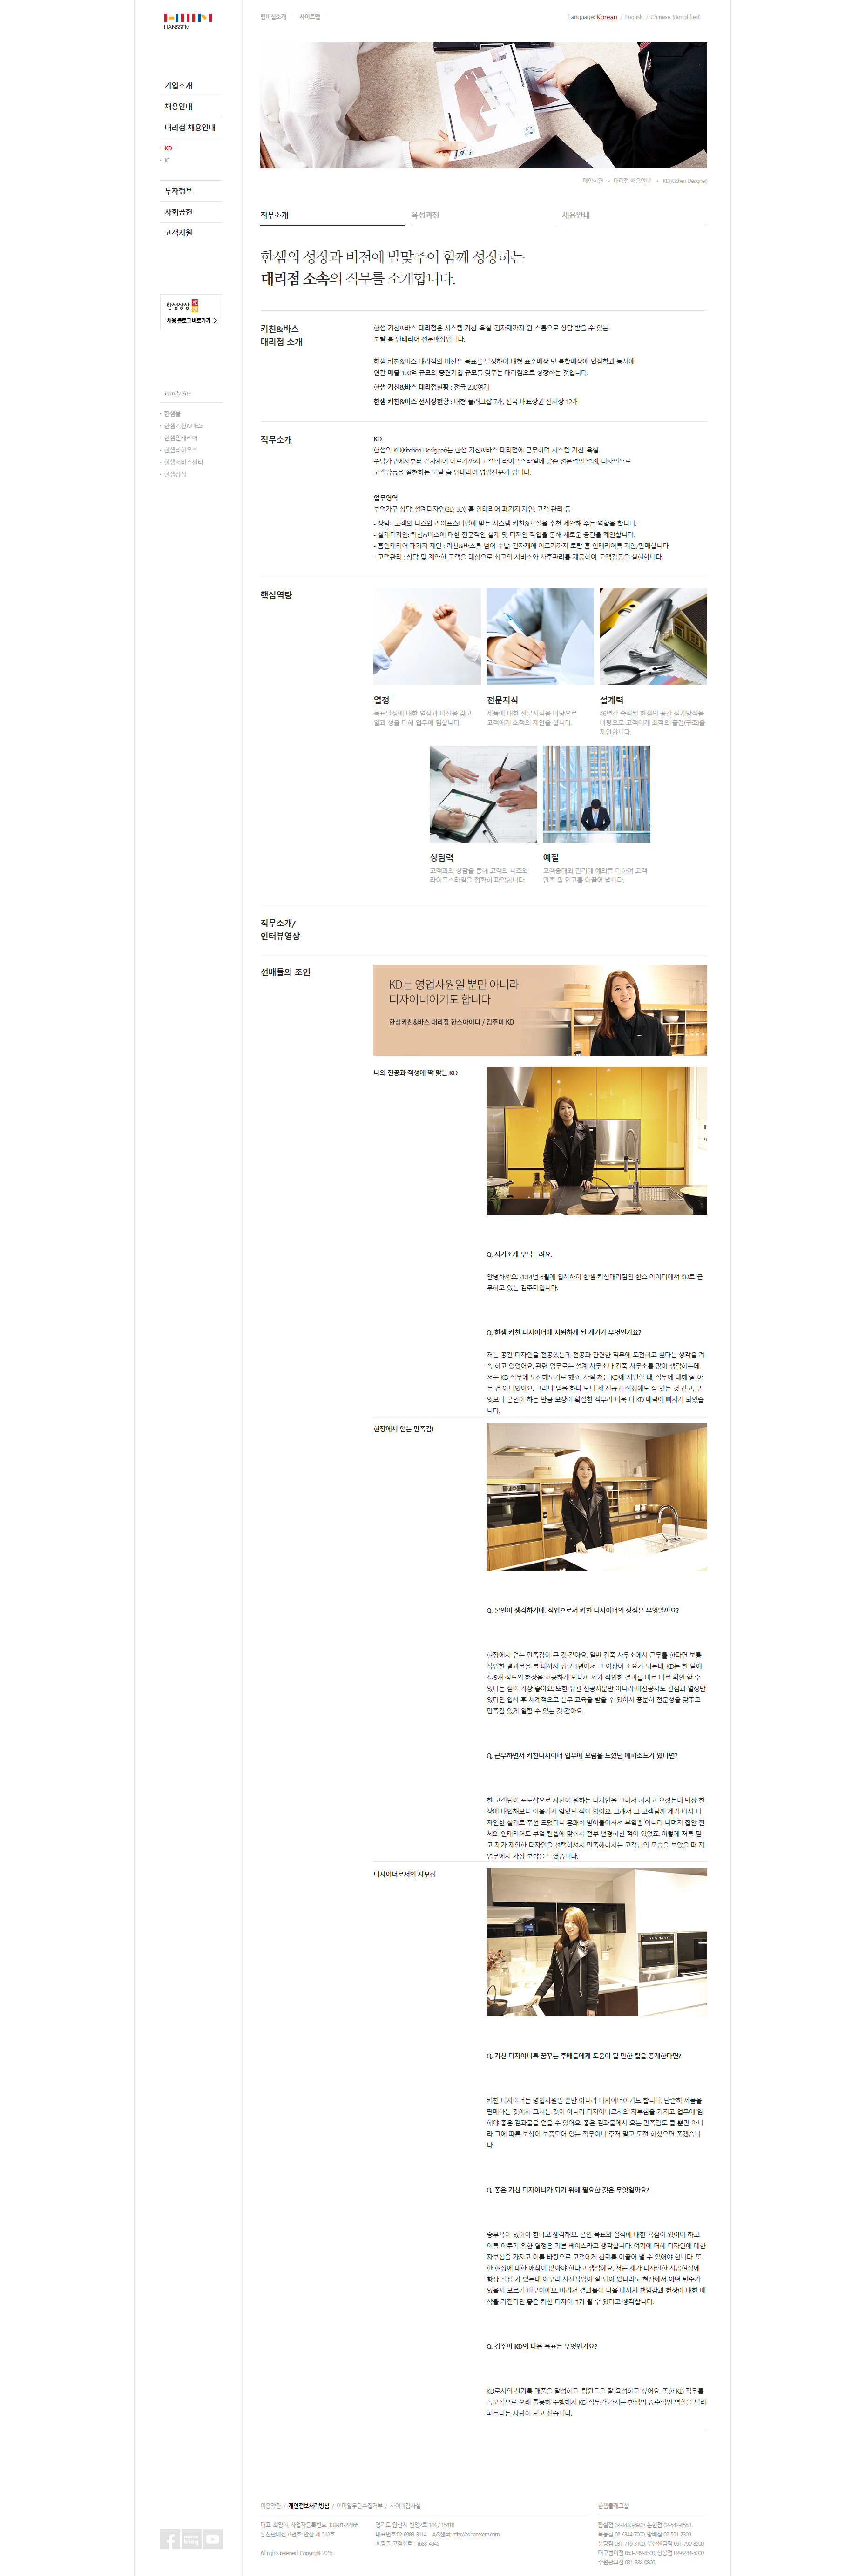 HANSSEM
멤버십소개
사이트맵
Language: Korean / English / Chinese (Simplified)
기업소개
채용안내
대리점 채용안내
KD
IC
투자정보
사회공헌
고객지원
한샘상상
채용 블로그 바로가기 >
Family Site
한샘몰
한샘키친&바스
한샘인테리어
한샘리하우스
한샘서비스센터
한샘상상
메인화면 > 대리점 채용안내 > KD(Kitchen Designer)
직무소개
육성과정
채용안내
한샘의 성장과 비전에 발맞추어 함께 성장하는
대리점 소속의 직무를 소개합니다.
키친&바스
대리점 소개
한샘 키친&바스 대리점은 시스템 키친, 욕실, 건자재까지 원-스톱으로 상담 받을 수 있는
토탈 홈 인테리어 전문매장입니다.
한샘 키친&바스 대리점의 비전은 목표를 달성하여 대형 표준매장 및 복합매장에 입점함과 동시에
연간 매출 100억 규모의 중견기업 규모를 갖추는 대리점으로 성장하는 것입니다.
한샘 키친&바스 대리점현황 : 전국 230여개
한샘 키친&바스 전시장현황 : 대형 플래그샵 7개, 전국 대표상권 전시장 12개
직무소개
KD
한샘의 KD(Kitchen Designer)는 한샘 키친&바스 대리점에 근무하며 시스템 키친, 욕실,
수납가구에서부터 건자재에 이르기까지 고객의 라이프스타일에 맞춘 전문적인 설계, 디자인으로
고객감동을 실현하는 토탈 홈 인테리어 영업전문가 입니다.
업무영역
부엌가구 상담, 설계디자인(2D, 3D), 홈 인테리어 패키지 제안, 고객 관리 등
- 상담 : 고객의 니즈와 라이프스타일에 맞는 시스템 키친&욕실을 추천 제안해 주는 역할을 합니다.
- 설계디자인: 키친&바스에 대한 전문적인 설계 및 디자인 작업을 통해 새로운 공간을 제안합니다.
- 홈인테리어 패키지 제안 : 키친&바스를 넘어 수납, 건자재에 이르기까지 토탈 홈 인테리어를 제안/판매합니다.
- 고객관리 : 상담 및 계약한 고객을 대상으로 최고의 서비스와 사후관리를 제공하여, 고객감동을 실현합니다.
핵심역량
열정
목표달성에 대한 열정과 비전을 갖고
열과 성을 다해 업무에 임합니다.
전문지식
제품에 대한 전문지식을 바탕으로
고객에게 최적의 제안을 합니다.
설계력
46년간 축적된 한샘의 공간 설계방식을
바탕으로 고객에게 최적의 플랜(구조)을
제안합니다.
상담력
고객과의 상담을 통해 고객의 니즈와
라이프스타일을 정확히 파악합니다.
예절
고객응대와 관리에 예의를 다하여 고객
만족 및 연고를 이끌어 냅니다.
직무소개/
인터뷰영상
선배들의 조언
KD는 영업사원일 뿐만 아니라
디자이너이기도 합니다
한샘키친&바스 대리점 한스아이디 / 김주미 KD
나의 전공과 적성에 딱 맞는 KD
Q. 자기소개 부탁드려요.
안녕하세요. 2014년 6월에 입사하여 한샘 키친대리점인 한스 아이디에서 KD로 근
무하고 있는 김주미입니다.
Q. 한샘 키친 디자이너에 지원하게 된 계기가 무엇인가요?
저는 공간 디자인을 전공했는데 전공과 관련한 직무에 도전하고 싶다는 생각을 계
속 하고 있었어요. 관련 업무로는 설계 사무소나 건축 사무소를 많이 생각하는데,
저는 KD 직무에 도전해보기로 했죠. 사실 처음 KD에 지원할 때, 직무에 대해 잘 아
는 건 아니었어요. 그러나 일을 하다 보니 제 전공과 적성에도 잘 맞는 것 같고, 무
엇보다 본인이 하는 만큼 보상이 확실한 직무라 더욱 더 KD 매력에 빠지게 되었습
니다.
현장에서 얻는 만족감!
Q. 본인이 생각하기에, 직업으로서 키친 디자이너의 장점은 무엇일까요?
현장에서 얻는 만족감이 큰 것 같아요. 일반 건축 사무소에서 근무를 한다면 보통
작업한 결과물을 볼 때까지 평균 1년에서 그 이상이 소요가 되는데, KD는 한 달에
4~5개 정도의 현장을 시공하게 되니까 제가 작업한 결과를 바로 바로 확인 할 수
있다는 점이 가장 좋아요. 또한 유관 전공자뿐만 아니라 비전공자도 관심과 열정만
있다면 입사 후 체계적으로 실무 교육을 받을 수 있어서 충분히 전문성을 갖추고
만족감 있게 일할 수 있는 것 같아요.
Q. 근무하면서 키친디자이너 업무에 보람을 느꼈던 에피소드가 있다면?
한 고객님이 포토샵으로 자신이 원하는 디자인을 그려서 가지고 오셨는데 막상 현
장에 대입해보니 어울리지 않았던 적이 있어요. 그래서 그 고객님께 제가 다시 디
자인한 설계로 추천 드렸더니 흔쾌히 받아들이셔서 부엌뿐 아니라 나머지 집안 전
체의 인테리어도 부엌 컨셉에 맞춰서 전부 변경하신 적이 있었죠. 이렇게 저를 믿
고 제가 제안한 디자인을 선택하셔서 만족해하시는 고객님의 모습을 보았을 때 제
업무에서 가장 보람을 느꼈습니다.
디자이너로서의 자부심
Q. 키친 디자이너를 꿈꾸는 후배들에게 도움이 될 만한 팁을 공개한다면?
키친 디자이너는 영업사원일 뿐만 아니라 디자이너이기도 합니다. 단순히 제품을
판매하는 것에서 그치는 것이 아니라 디자이너로서의 자부심을 가지고 업무에 임
해야 좋은 결과물을 얻을 수 있어요. 좋은 결과물에서 오는 만족감도 클 뿐만 아니
라 그에 따른 보상이 보증되어 있는 직무이니 주저 말고 도전 하셨으면 좋겠습니
다.
Q. 좋은 키친 디자이너가 되기 위해 필요한 것은 무엇일까요?
승부욕이 있어야 한다고 생각해요. 본인 목표와 실적에 대한 욕심이 있어야 하고,
이를 이루기 위한 열정은 기본 베이스라고 생각합니다. 여기에 더해 디자인에 대한
자부심을 가지고 이를 바탕으로 고객에게 신뢰를 이끌어 낼 수 있어야 합니다. 또
한 현장에 대한 애착이 많아야 한다고 생각해요. 저는 제가 디자인한 시공현장에
항상 직접 가 있는데 아무리 사전작업이 잘 되어 있더라도 현장에서 어떤 변수가
있을지 모르기 때문이에요. 따라서 결과물이 나올 때까지 책임감과 현장에 대한 애
착을 가진다면 좋은 키친 디자이너가 될 수 있다고 생각합니다.
Q. 김주미 KD의 다음 목표는 무엇인가요?
KD로서의 신기록 매출을 달성하고, 팀원들을 잘 육성하고 싶어요. 또한 KD 직무를
독보적으로 오래 훌륭히 수행해서 KD 직무가 가지는 한샘의 중추적인 역할을 널리
퍼트리는 사람이 되고 싶습니다.
이용약관 / 개인정보처리방침 / 이메일무단수집거부 / 사이버감사실
대표: 최양하, 사업자등록번호: 133-81-22865
통신판매신고번호: 안산 제 512호
All rights reserved. Copyright 2015
경기도 안산시 번영2로 144 / 15418
대표번호:02-6908-3114 A/S센터: http://as.hanssem.com
쇼핑몰 고객센터 : 1688-4945
한샘플래그샵
잠실점 02-3430-6900, 논현점 02-542-8558
목동점 02-6344-7000, 방배점 02-591-2300
분당점 031-719-3100, 부산센텀점 051-790-8500
대구범어점 053-749-8500, 상봉점 02-6244-5000
수원광교점 031-888-0800